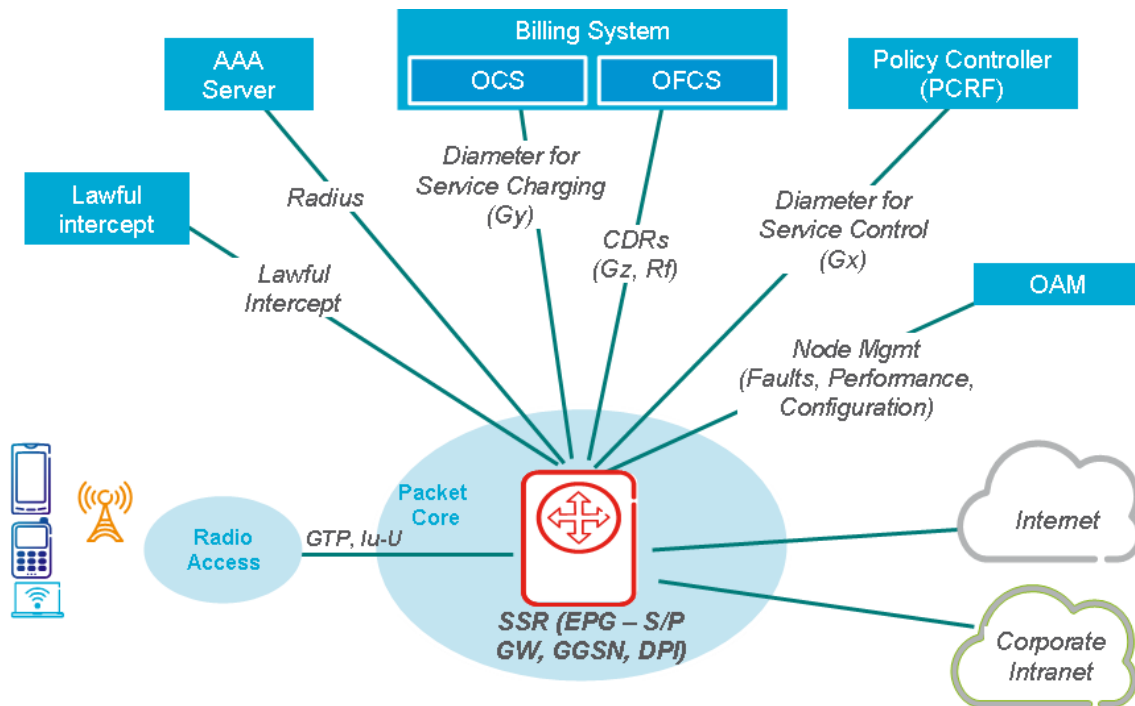 Billing System
OCS
OFCS
AAA
Server
Policy Controller
(PCRF)
Lawful
intercept
Radius
Diameter for
Service Charging
(Gy)
CDRs
(Gz, Rf)
Diameter for
Service Control
(Gx)
Lawful
Intercept
OAM
Node Mgmt
(Faults, Performance,
Configuration)
Packet
Core
Radio
Access
GTP, Iu-U
Internet
SSR (EPG – S/P
GW, GGSN, DPI)
Corporate
Intranet